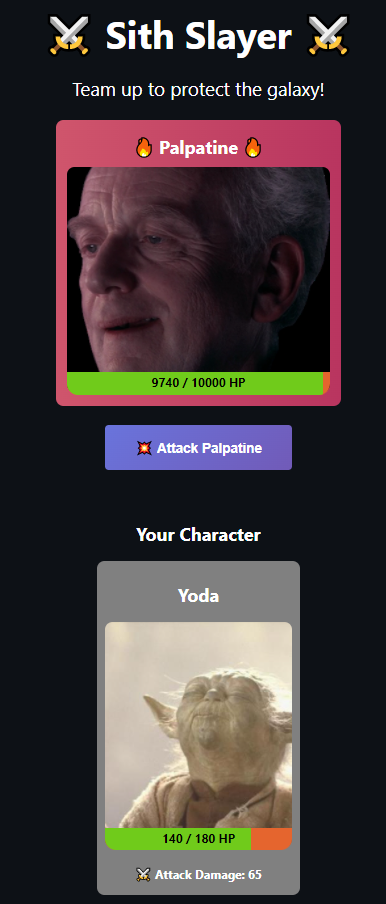 ⚔️ Sith Slayer ⚔️
Team up to protect the galaxy!
🔥 Palpatine 🔥
9740 / 10000 HP
💥 Attack Palpatine
Your Character
Yoda
140 / 180 HP
⚔️ Attack Damage: 65